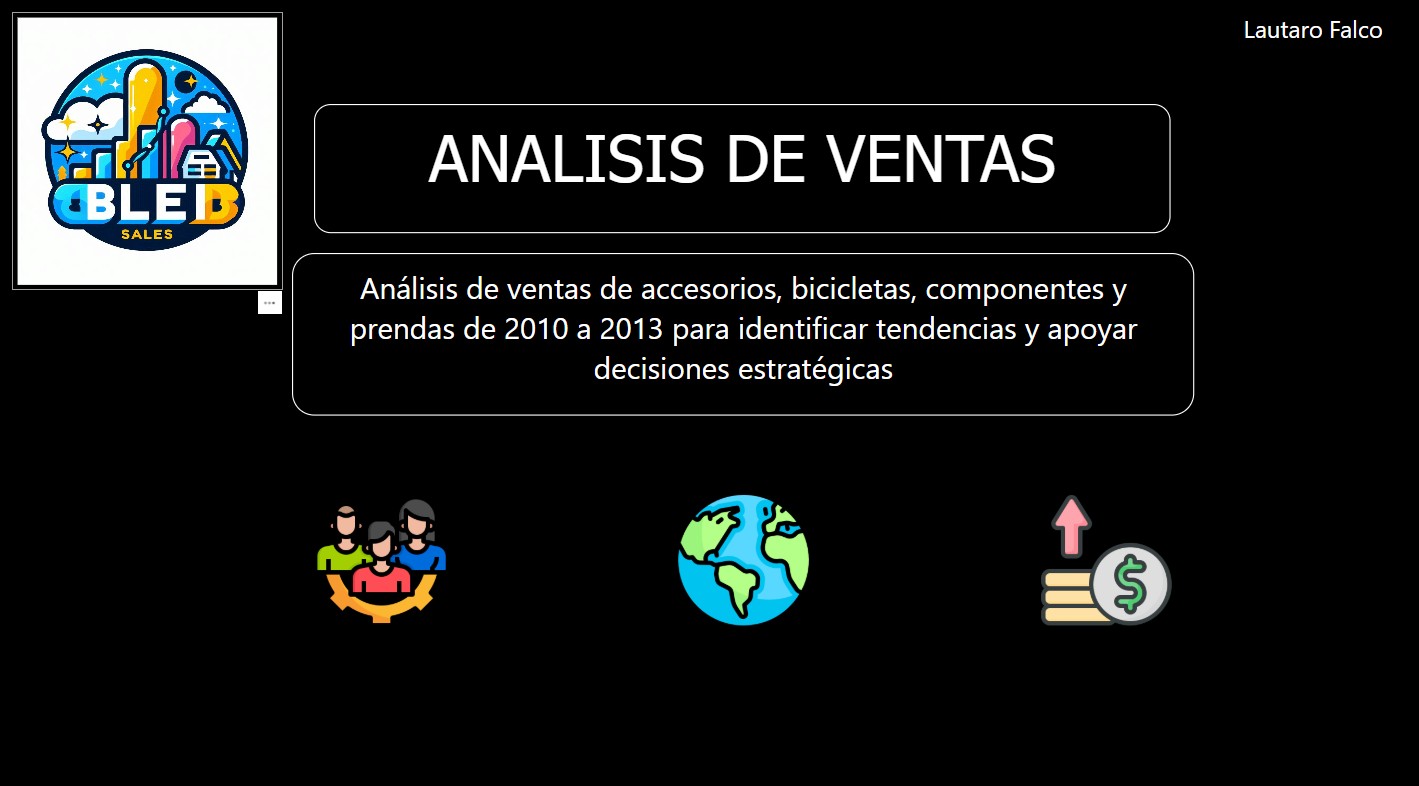 Lautaro Falco
BLEI
SALES
ANALISIS DE VENTAS
Análisis de ventas de accesorios, bicicletas, componentes y
prendas de 2010 a 2013 para identificar tendencias y apoyar
decisiones estratégicas
$